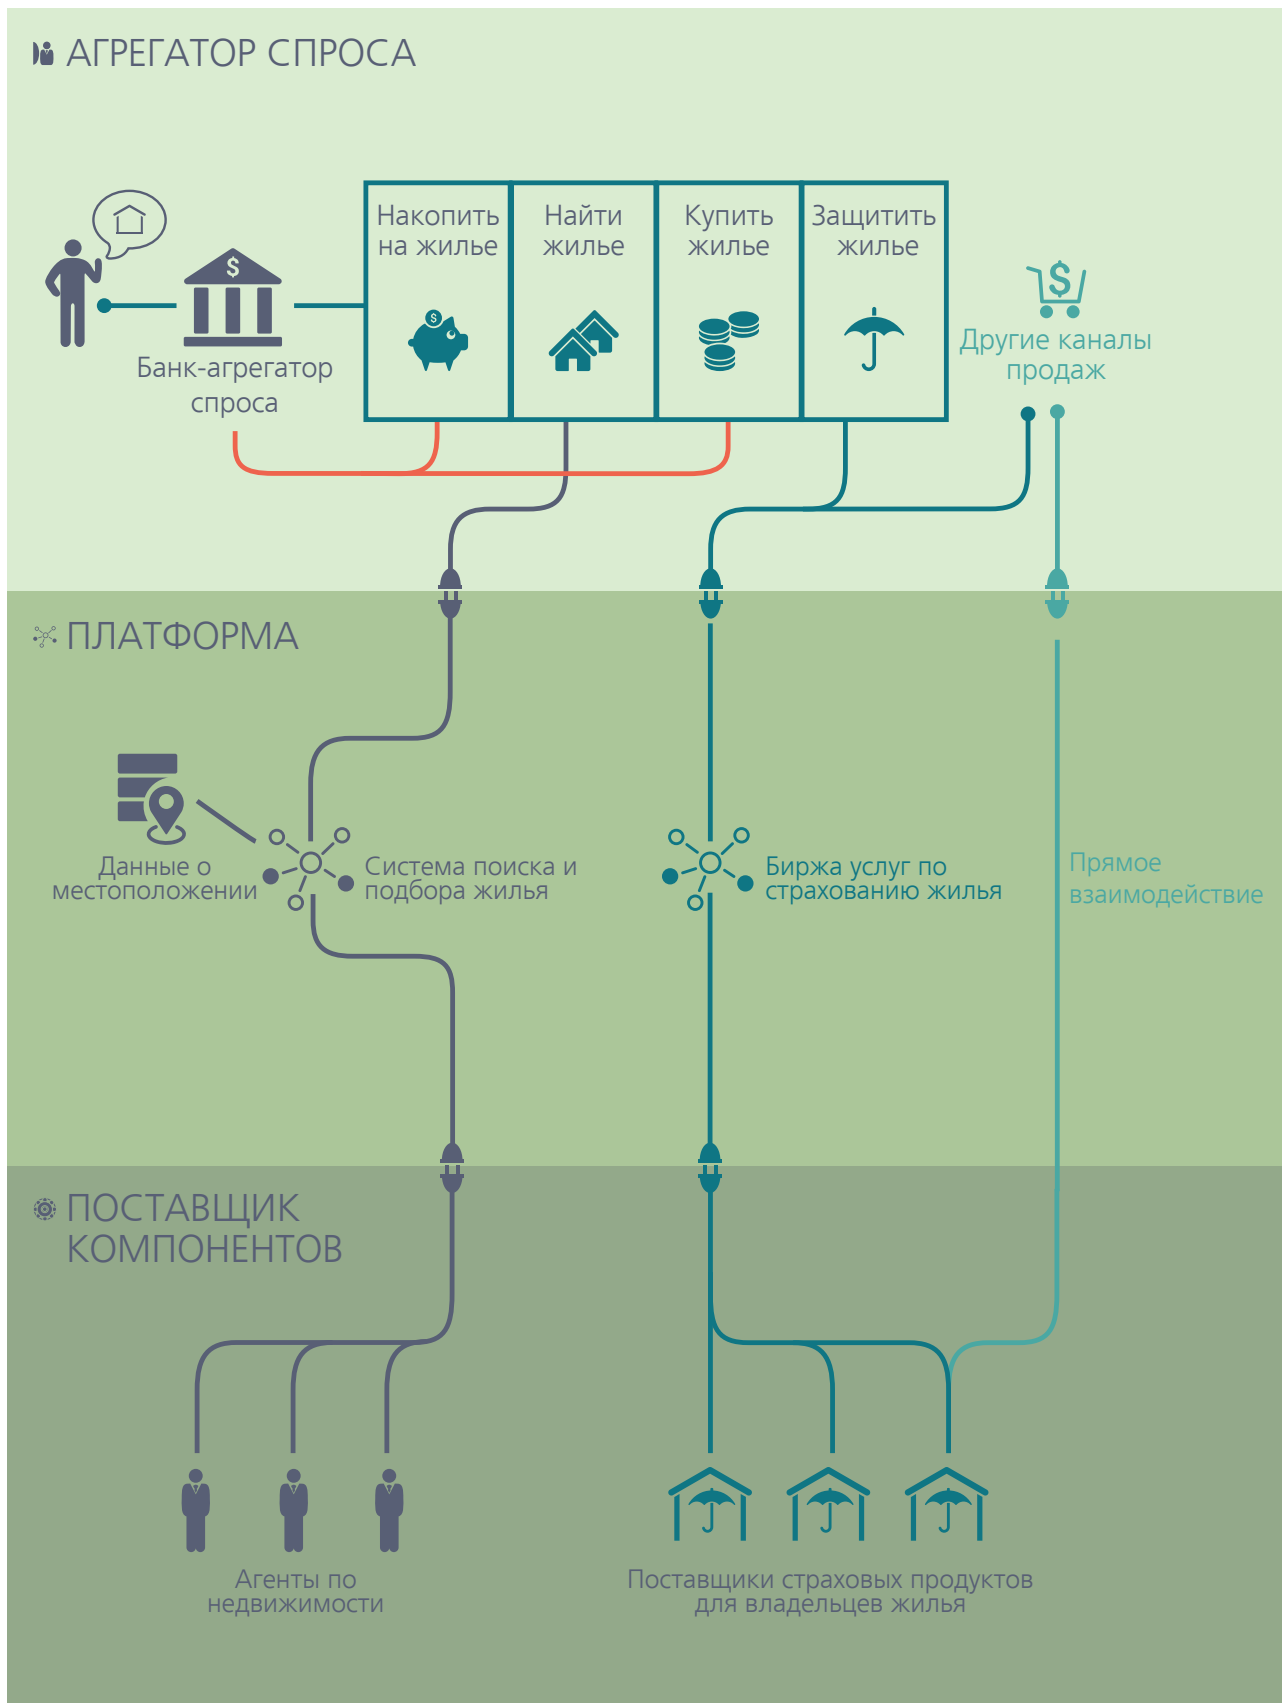 АГРЕГАТОР СПРОСА
Накопить
на жилье
Найти
жилье
Купить
жилье
Защитить
жилье
$
$
$
Банк-агрегатор
спроса
Другие каналы
продаж
ПЛАТФОРМА
Данные о
местоположении
Система поиска и
подбора жилья
Биржа услуг по
страхованию жилья
Прямое
взаимодействие
ПОСТАВЩИК
КОМПОНЕНТОВ
Агенты по
недвижимости
Поставщики страховых продуктов
для владельцев жилья